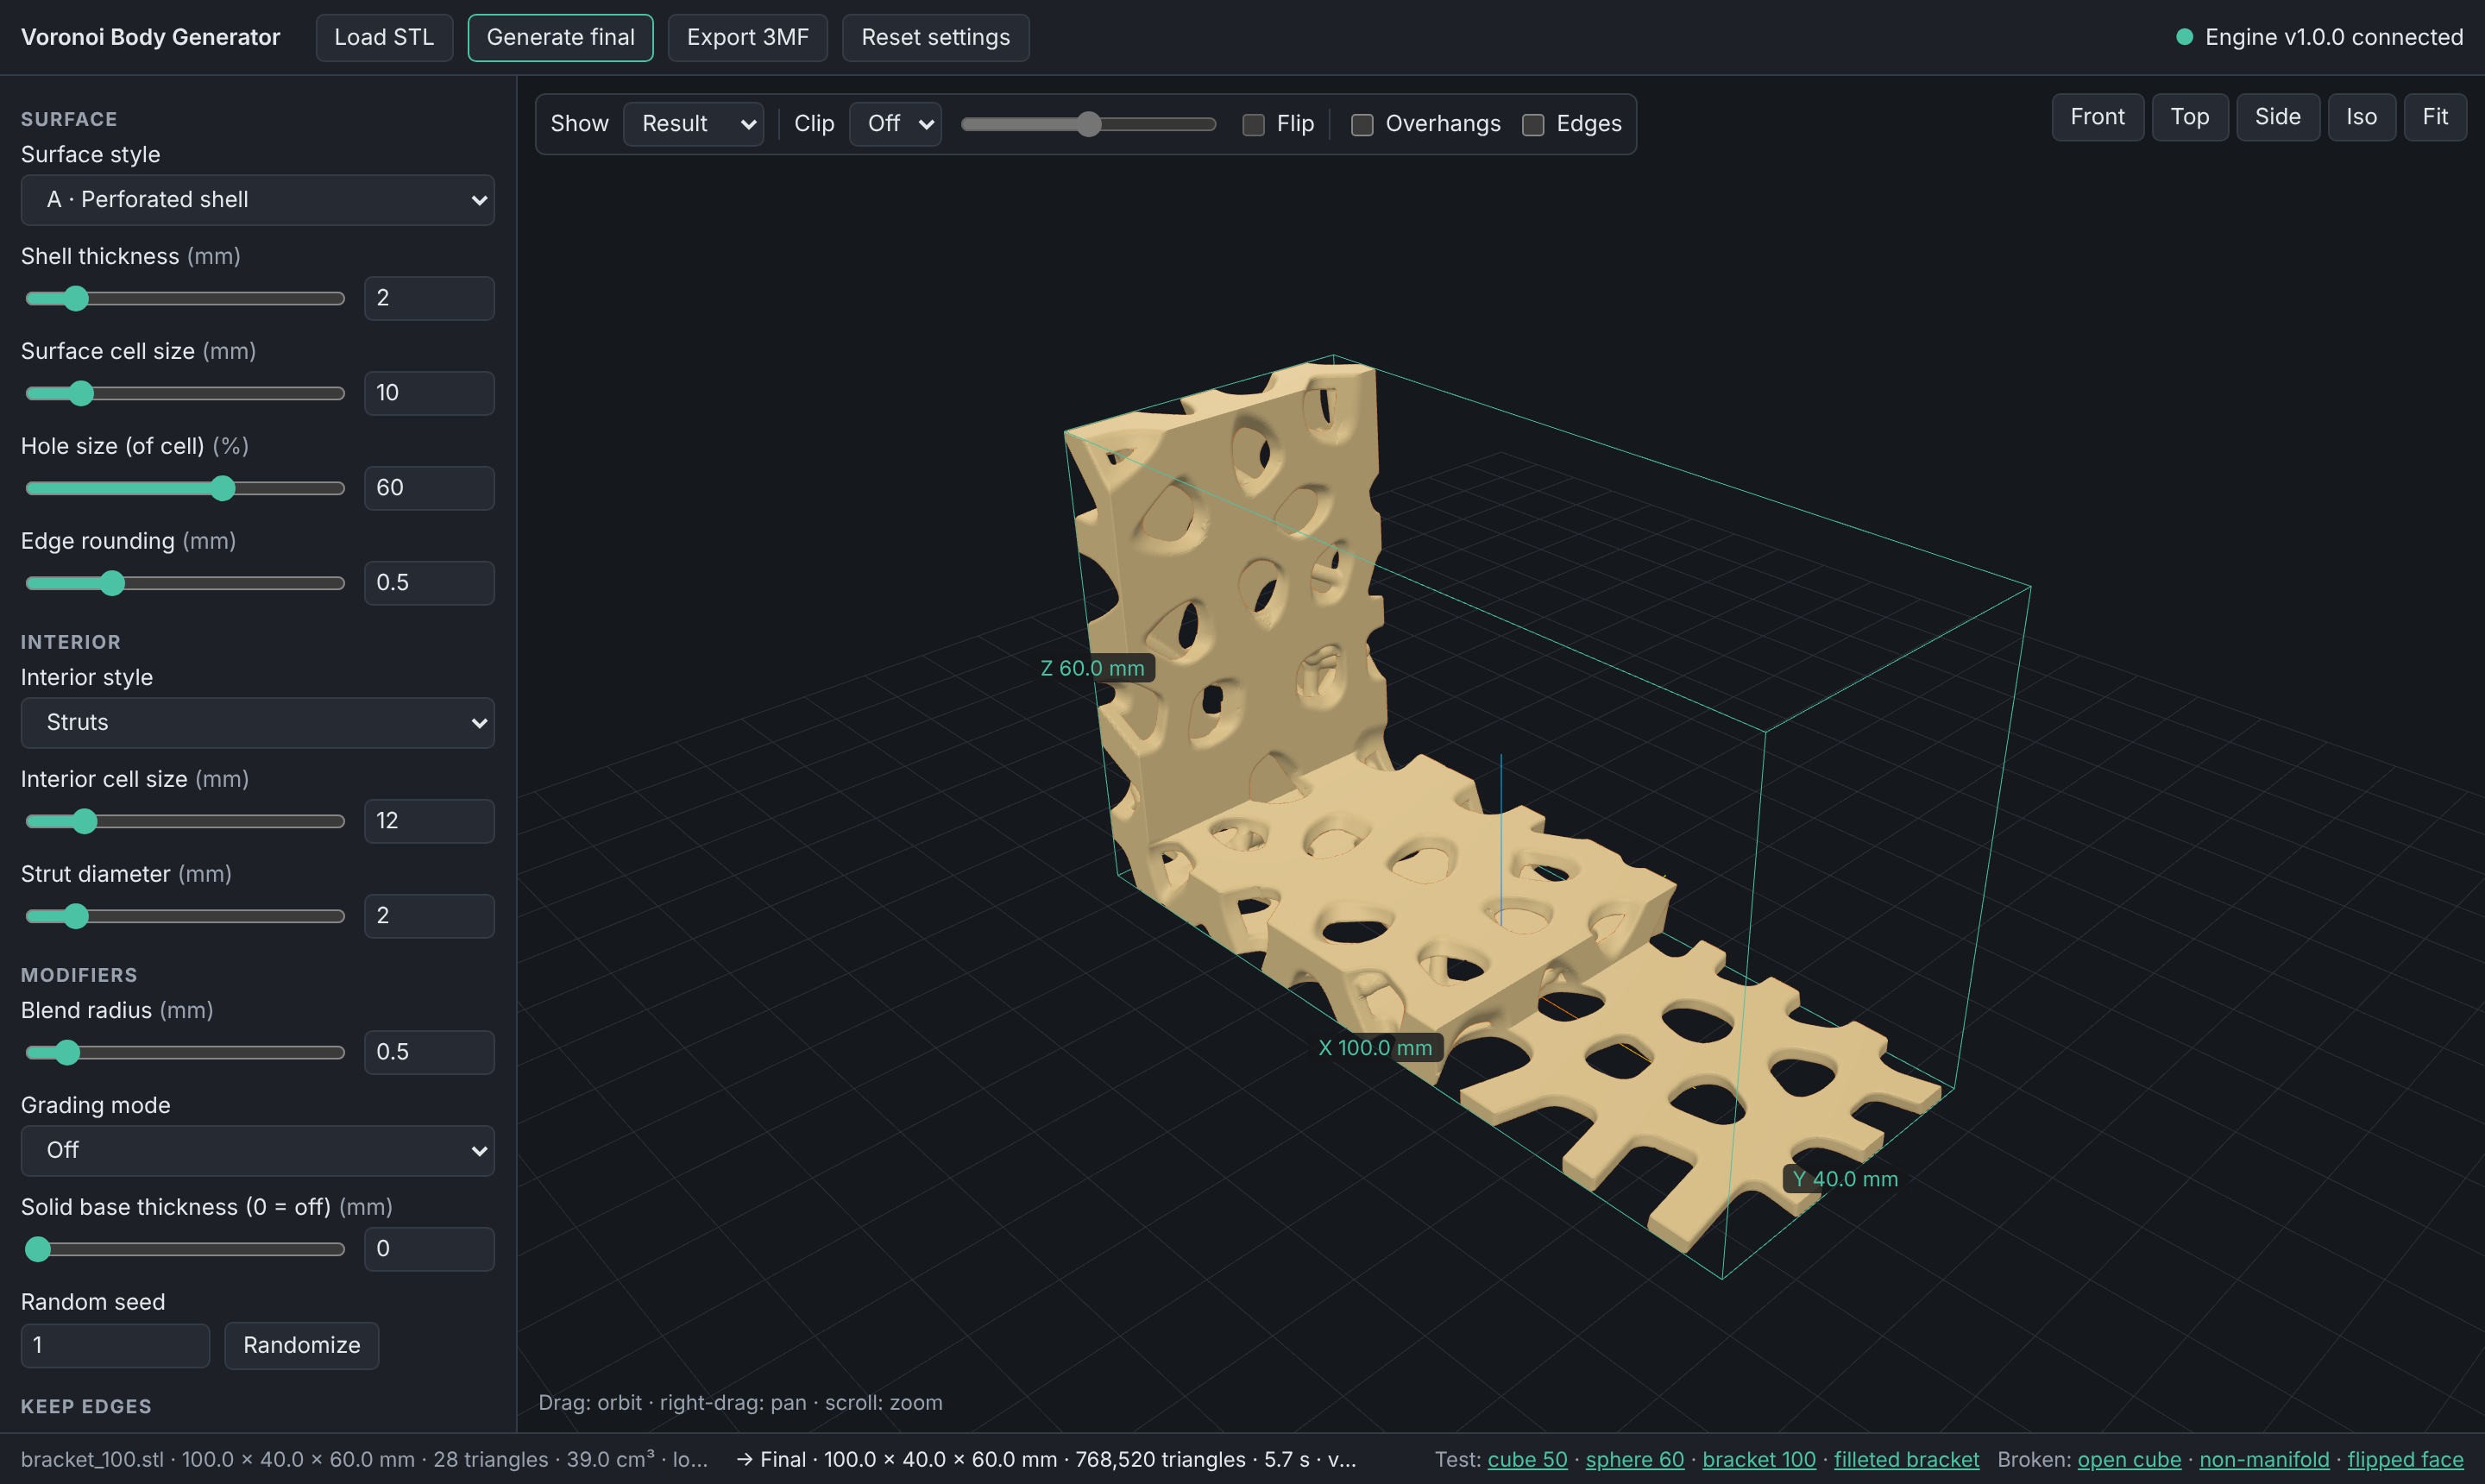 Voronoi Body Generator
Load STL
Generate final
Export 3MF
Reset settings
Engine v1.0.0 connected
SURFACE
Surface style
A · Perforated shell
Shell thickness (mm)
2
Surface cell size (mm)
10
Hole size (of cell) (%)
60
Edge rounding (mm)
0.5
INTERIOR
Interior style
Struts
Interior cell size (mm)
12
Strut diameter (mm)
2
MODIFIERS
Blend radius (mm)
0.5
Grading mode
Off
Solid base thickness (0 = off) (mm)
0
Random seed
1
Randomize
KEEP EDGES
Show
Result
Clip
Off
Flip
Overhangs
Edges
Front
Top
Side
Iso
Fit
Z 60.0 mm
X 100.0 mm
Y 40.0 mm
Drag: orbit · right-drag: pan · scroll: zoom
bracket_100.stl · 100.0 × 40.0 × 60.0 mm · 28 triangles · 39.0 cm³ · lo...
→ Final · 100.0 × 40.0 × 60.0 mm · 768,520 triangles · 5.7 s · v...
Test: cube 50 · sphere 60 · bracket 100 · filleted bracket
Broken: open cube · non-manifold · flipped face